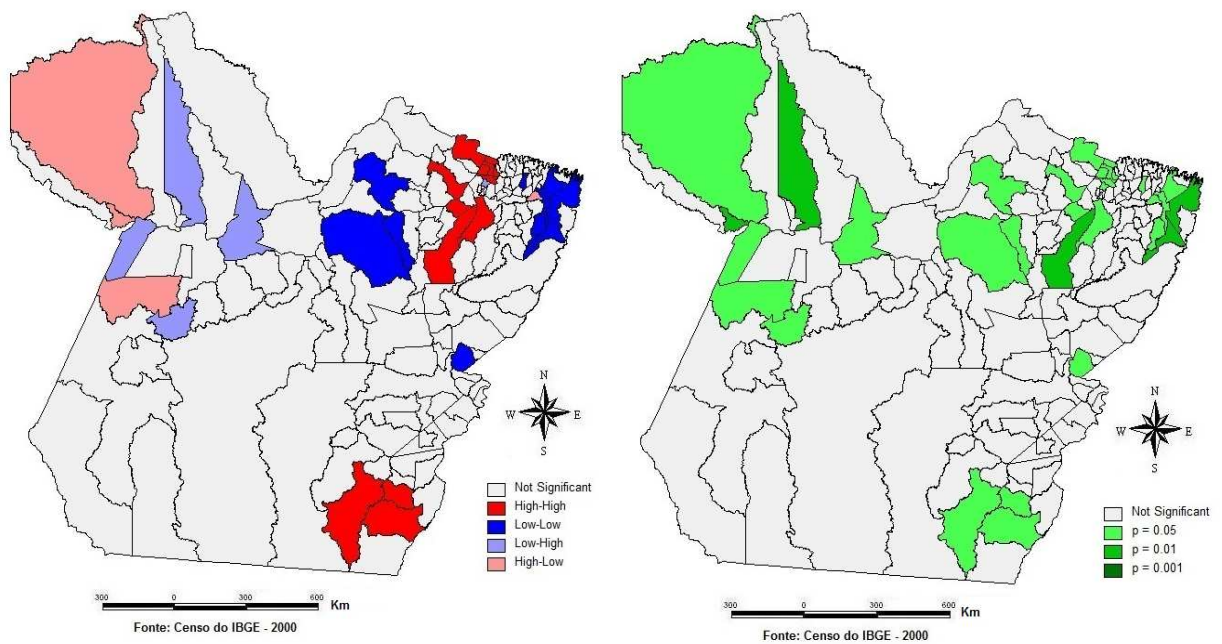 N
W E
S
Not Significant
High-High
Low-Low
Low-High
High-Low
300 0 300 600 Km
Fonte: Censo do IBGE - 2000
N
W E
S
Not Significant
p = 0.05
p = 0.01
p = 0.001
300 0 300 600
Km
Fonte: Censo do IBGE - 2000